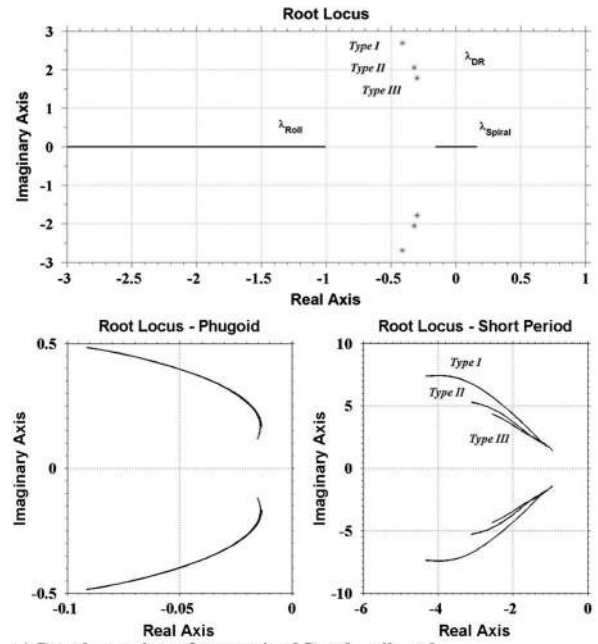 Root Locus
3
2
1
0
-1
-2
-3
Imaginary Axis
Type I
Type II
Type III
λDR
λRoll
λSpiral
-3 -2.5 -2 -1.5 -1 -0.5 0 0.5 1
Real Axis
Root Locus - Phugoid
0.5
0
-0.5
Imaginary Axis
-0.1 -0.05 0
Real Axis
Root Locus - Short Period
10
5
0
-5
-10
Imaginary Axis
Type I
Type II
Type III
-6 -4 -2 0
Real Axis